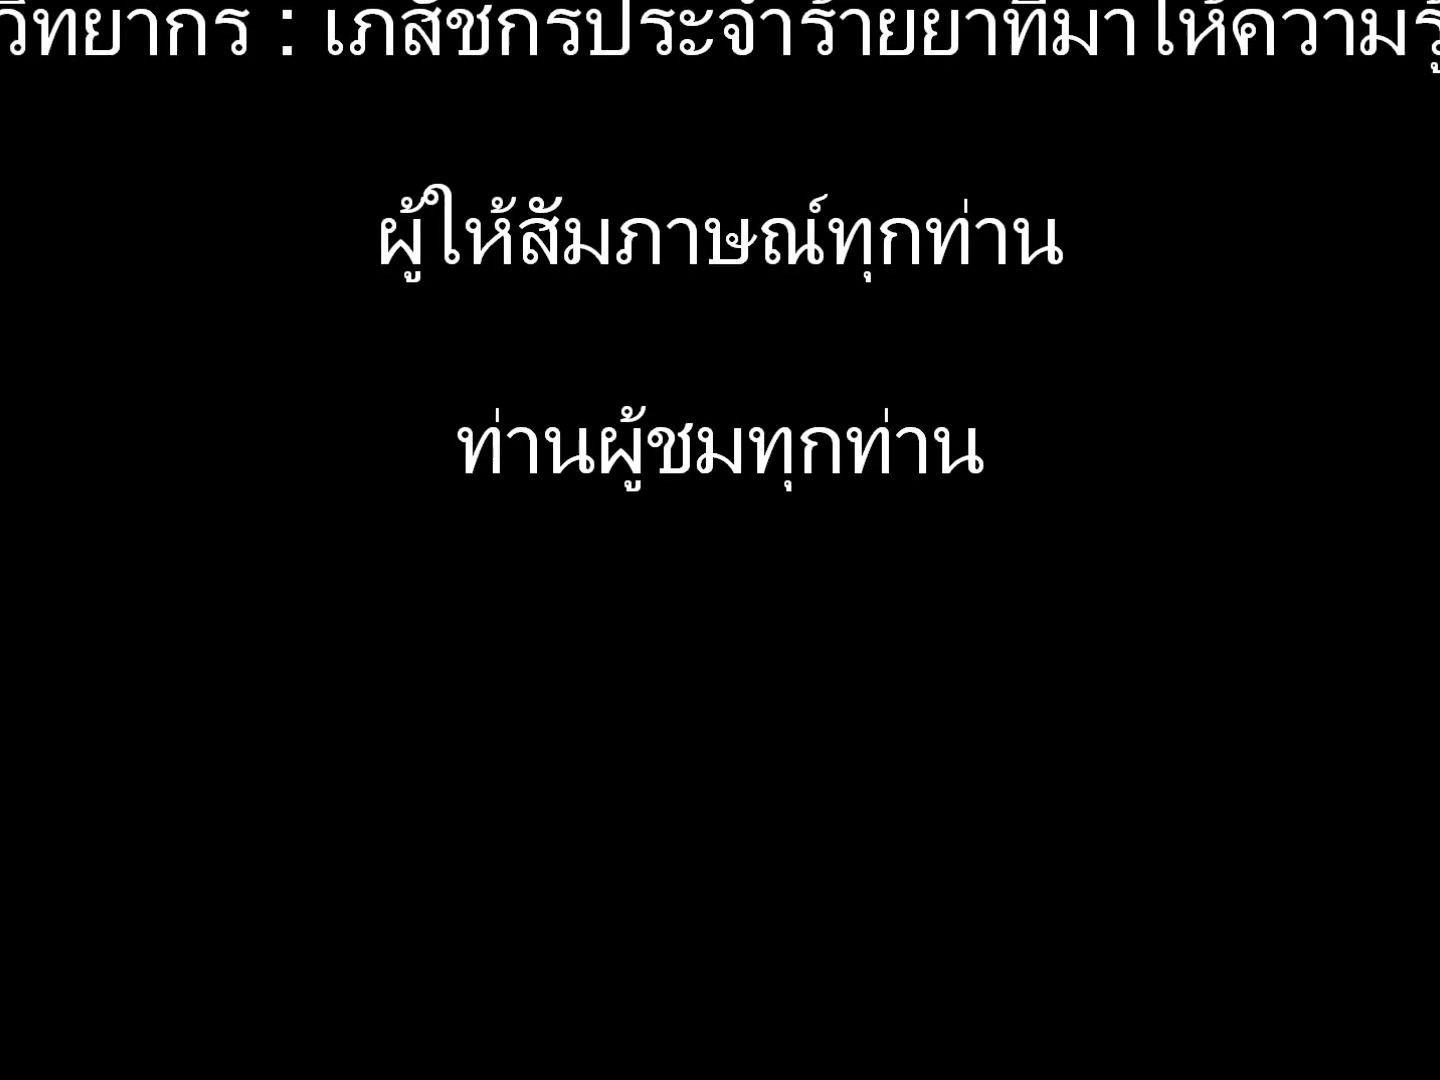 วิทยากร : เภสัชกรประจำร้ายยาที่มาให้ความรู้
ผู้ให้สัมภาษณ์ทุกท่าน
ท่านผู้ชมทุกท่าน